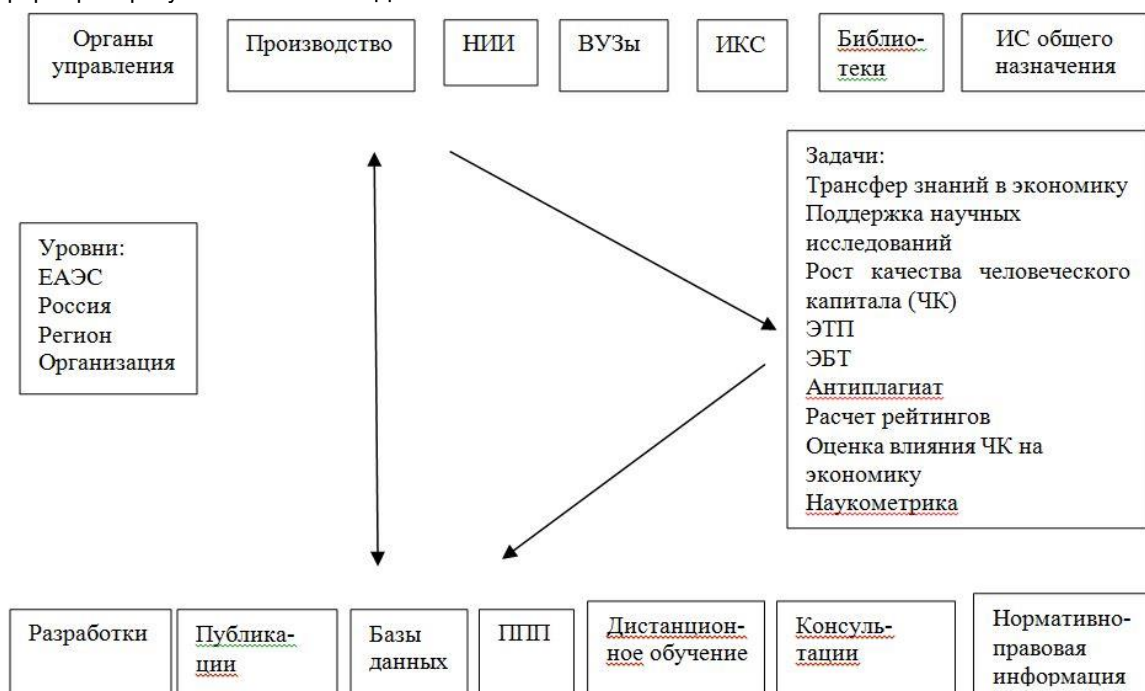 Органы
управления
Производство
НИИ
ВУЗы
ИКС
Библио-
теки
ИС общего
назначения
Задачи:
Трансфер знаний в экономику
Поддержка научных
исследований
Рост качества человеческого
капитала (ЧК)
ЭТП
ЭБТ
Антиплагиат
Расчет рейтингов
Оценка влияния ЧК на
экономику
Наукометрика
Уровни:
ЕАЭС
Россия
Регион
Организация
Разработки
Публика-
ции
Базы
данных
ППП
Дистанцион-
ное обучение
Консуль-
тации
Нормативно-
правовая
информация